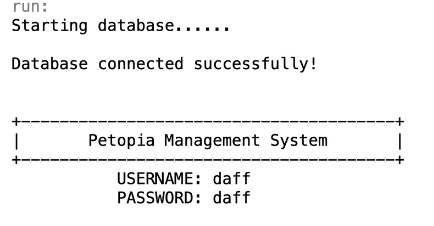 run:
Starting database......
Database connected successfully!
+---------------------------------------+
| Petopia Management System |
+---------------------------------------+
USERNAME: daff
PASSWORD: daff